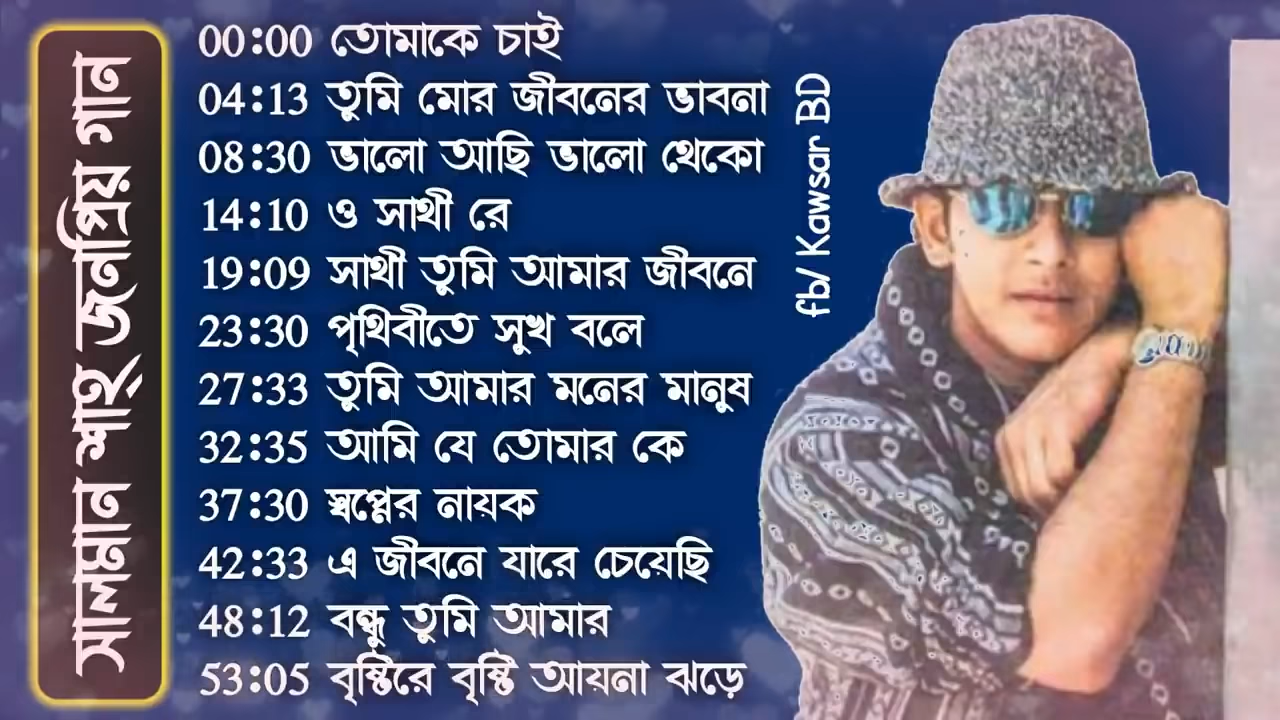 সালমান শাহ্ জনপ্রিয় গান
00:00 তোমাকে চাই
04:13 তুমি মোর জীবনের ভাবনা
08:30 ভালো আছি ভালো থেকো
14:10 ও সাথী রে
19:09 সাথী তুমি আমার জীবনে
23:30 পৃথিবীতে সুখ বলে
27:33 তুমি আমার মনের মানুষ
32:35 আমি যে তোমার কে
37:30 স্বপ্নের নায়ক
42:33 এ জীবনে যারে চেয়েছি
48:12 বন্ধু তুমি আমার
53:05 বৃষ্টিরে বৃষ্টি আয়না ঝড়ে
fb/ Kawsar BD